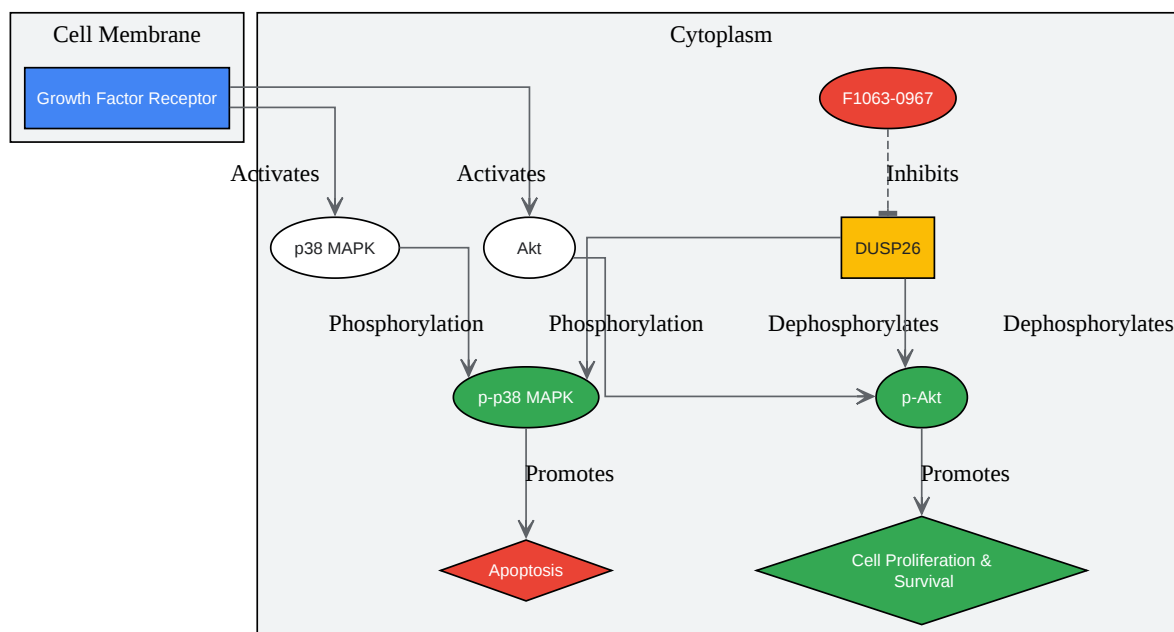 Cell Membrane
Cytoplasm
Growth Factor Receptor
F1063-0967
Activates
Activates
Inhibits
p38 MAPK
Akt
DUSP26
Phosphorylation
Phosphorylation
Dephosphorylates
Dephosphorylates
p-p38 MAPK
p-Akt
Promotes
Promotes
Apoptosis
Cell Proliferation &
Survival